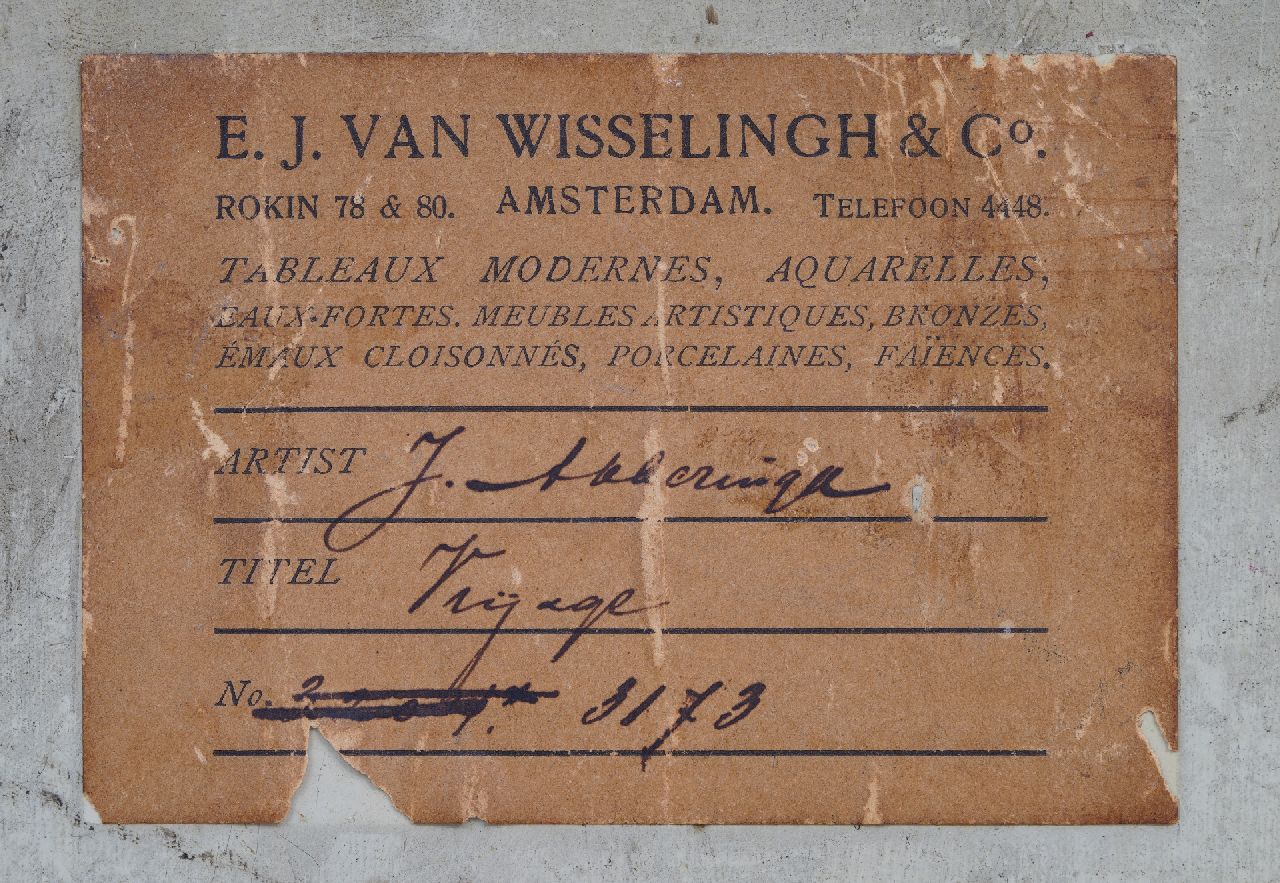 E. J. VAN WISSELINGH & Co.
ROKIN 78 & 80. AMSTERDAM. TELEFOON 4448.
TABLEAUX MODERNES, AQUARELLES,
EAUX-FORTES. MEUBLES ARTISTIQUES, BRONZES,
ÉMAUX CLOISONNÉS, PORCELAINES, FAÏENCES.
ARTIST J. Akkeringa
TITEL Vrijage
No. 3173